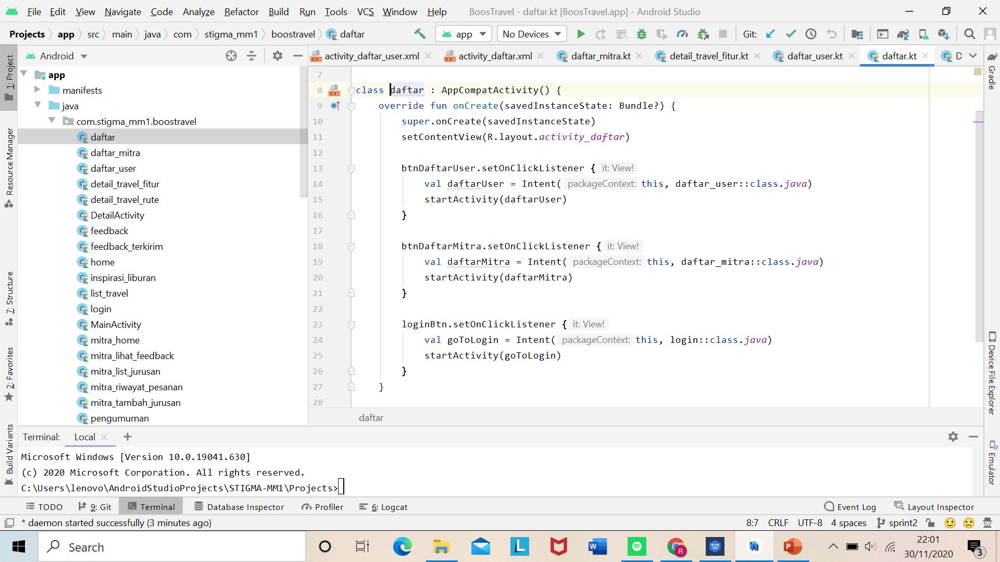 File Edit View Navigate Code Analyze Refactor Build Run Tools VCS Window Help BoosTravel - daftar.kt [BoosTravel.app] - Android Studio
Projects app src main java com stigma_mm1 boostravel daftar app No Devices Git:
Android activity_daftar_user.xml activity_daftar.xml daftar_mitra.kt detail_travel_fitur.kt daftar_user.kt daftar.kt D
1: Project
Resource Manager
7: Structure
2: Favorites
Build Variants
app
manifests
java
com.stigma_mm1.boostravel
daftar
daftar_mitra
daftar_user
detail_travel_fitur
detail_travel_rute
DetailActivity
feedback
feedback_terkirim
home
inspirasi_liburan
list_travel
login
MainActivity
mitra_home
mitra_lihat_feedback
mitra_list_jurusan
mitra_riwayat_pesanan
mitra_tambah_jurusan
pengumuman
7
8 class daftar : AppCompatActivity() {
9 override fun onCreate(savedInstanceState: Bundle?) {
10 super.onCreate(savedInstanceState)
11 setContentView(R.layout.activity_daftar)
12
13 btnDaftarUser.setOnClickListener { it: View!
14 val daftarUser = Intent( packageContext: this, daftar_user::class.java)
15 startActivity(daftarUser)
16 }
17
18 btnDaftarMitra.setOnClickListener { it: View!
19 val daftarMitra = Intent( packageContext: this, daftar_mitra::class.java)
20 startActivity(daftarMitra)
21 }
22
23 loginBtn.setOnClickListener { it: View!
24 val goToLogin = Intent( packageContext: this, login::class.java)
25 startActivity(goToLogin)
26 }
27 }
28
daftar
Gradle
Device File Explorer
Emulator
Terminal: Local
Microsoft Windows [Version 10.0.19041.630]
(c) 2020 Microsoft Corporation. All rights reserved.
C:\Users\lenovo\AndroidStudioProjects\STIGMA-MM1\Projects>
TODO 9: Git Terminal Database Inspector Profiler 6: Logcat Event Log Layout Inspector
* daemon started successfully (3 minutes ago) 8:7 CRLF UTF-8 4 spaces sprint2
Search
22:01
30/11/2020
3